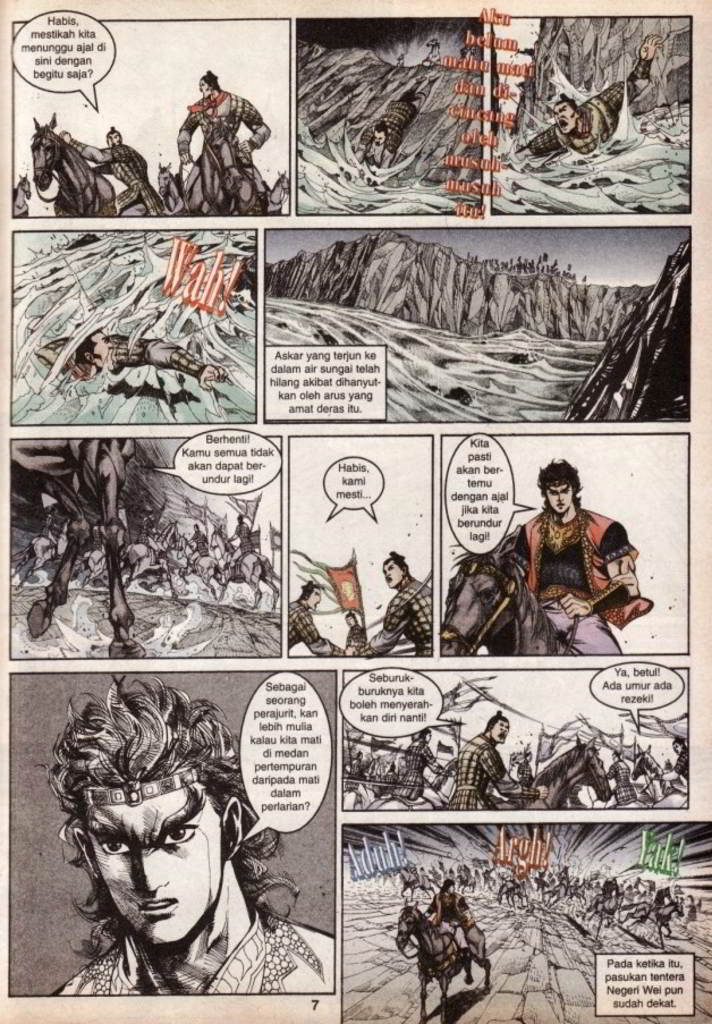 Habis,
mestikah kita
menunggu ajal di
sini dengan
begitu saja?
Aku
belum
mahu mati
dan di-
cincang
oleh
musuh-
musuh
itu!
Wah!
Askar yang terjun ke
dalam air sungai telah
hilang akibat dihanyut-
kan oleh arus yang
amat deras itu.
Berhenti!
Kamu semua tidak
akan dapat ber-
undur lagi!
Habis,
kami
mesti...
Kita
pasti
akan ber-
temu
dengan ajal
jika kita
berundur
lagi!
Sebagai
seorang
perajurit, kan
lebih mulia
kalau kita mati
di medan
pertempuran
daripada mati
dalam
perlarian?
Seburuk-
buruknya kita
boleh menyerah-
kan diri nanti!
Ya, betul!
Ada umur ada
rezeki!
Aduh!
Argh!
Pada ketika itu,
pasukan tentera
Negeri Wei pun
sudah dekat.
7